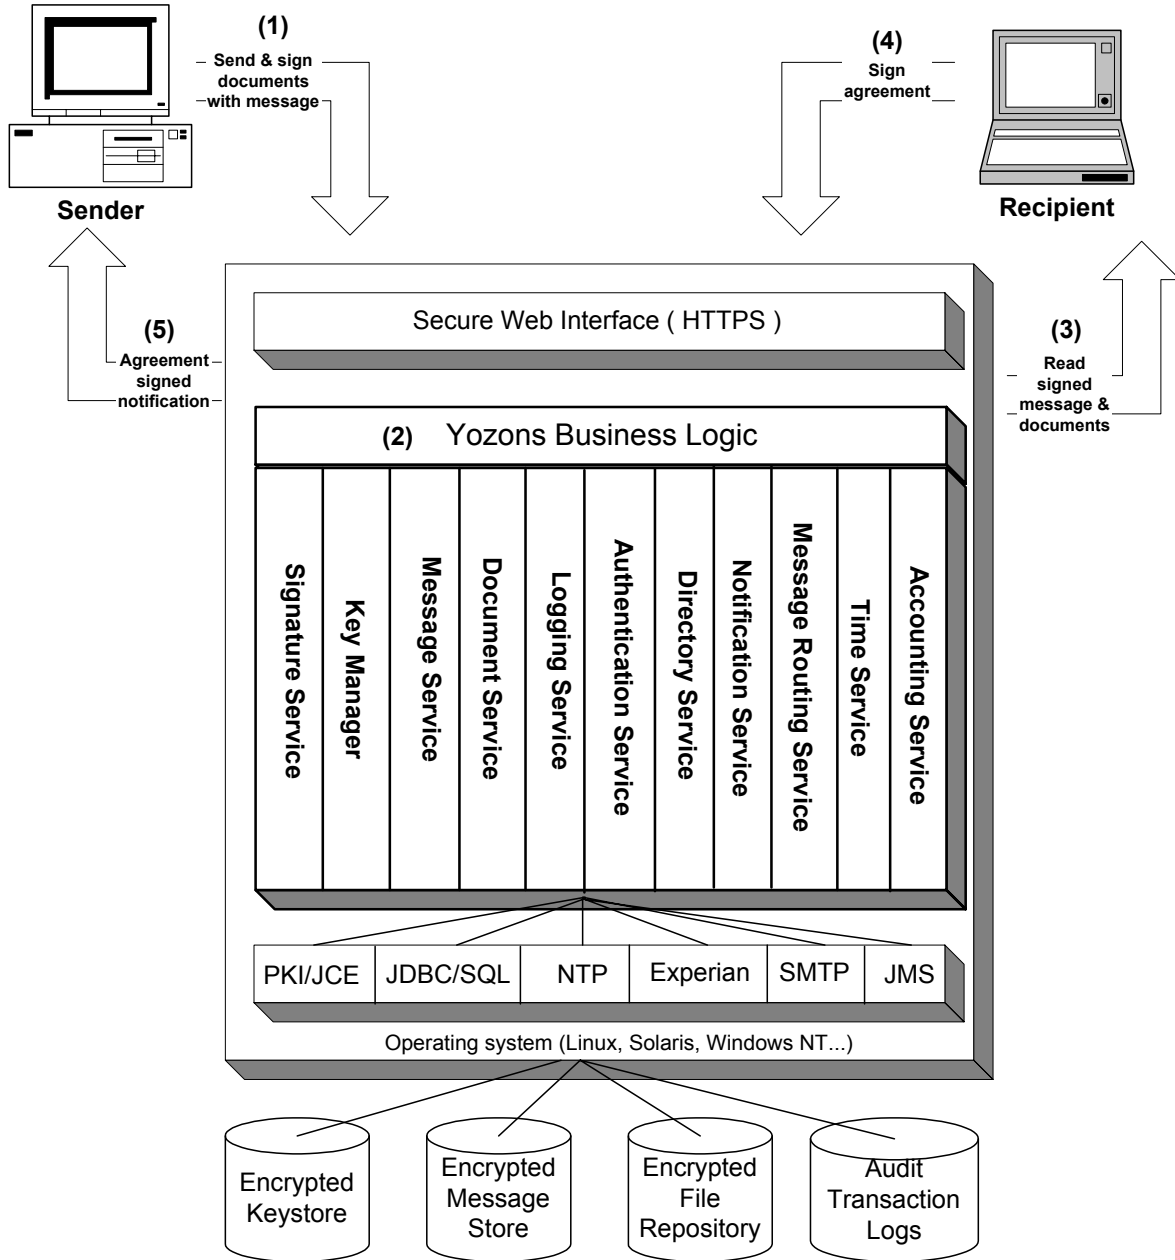 (1)
Send & sign
documents
with message
(4)
Sign
agreement
Sender
Recipient
(5)
Agreement
signed
notification
(3)
Read
signed
message &
documents
Secure Web Interface ( HTTPS )
(2) Yozons Business Logic
Signature Service
Key Manager
Message Service
Document Service
Logging Service
Authentication Service
Directory Service
Notification Service
Message Routing Service
Time Service
Accounting Service
PKI/JCE
JDBC/SQL
NTP
Experian
SMTP
JMS
Operating system (Linux, Solaris, Windows NT...)
Encrypted
Keystore
Encrypted
Message
Store
Encrypted
File
Repository
Audit
Transaction
Logs